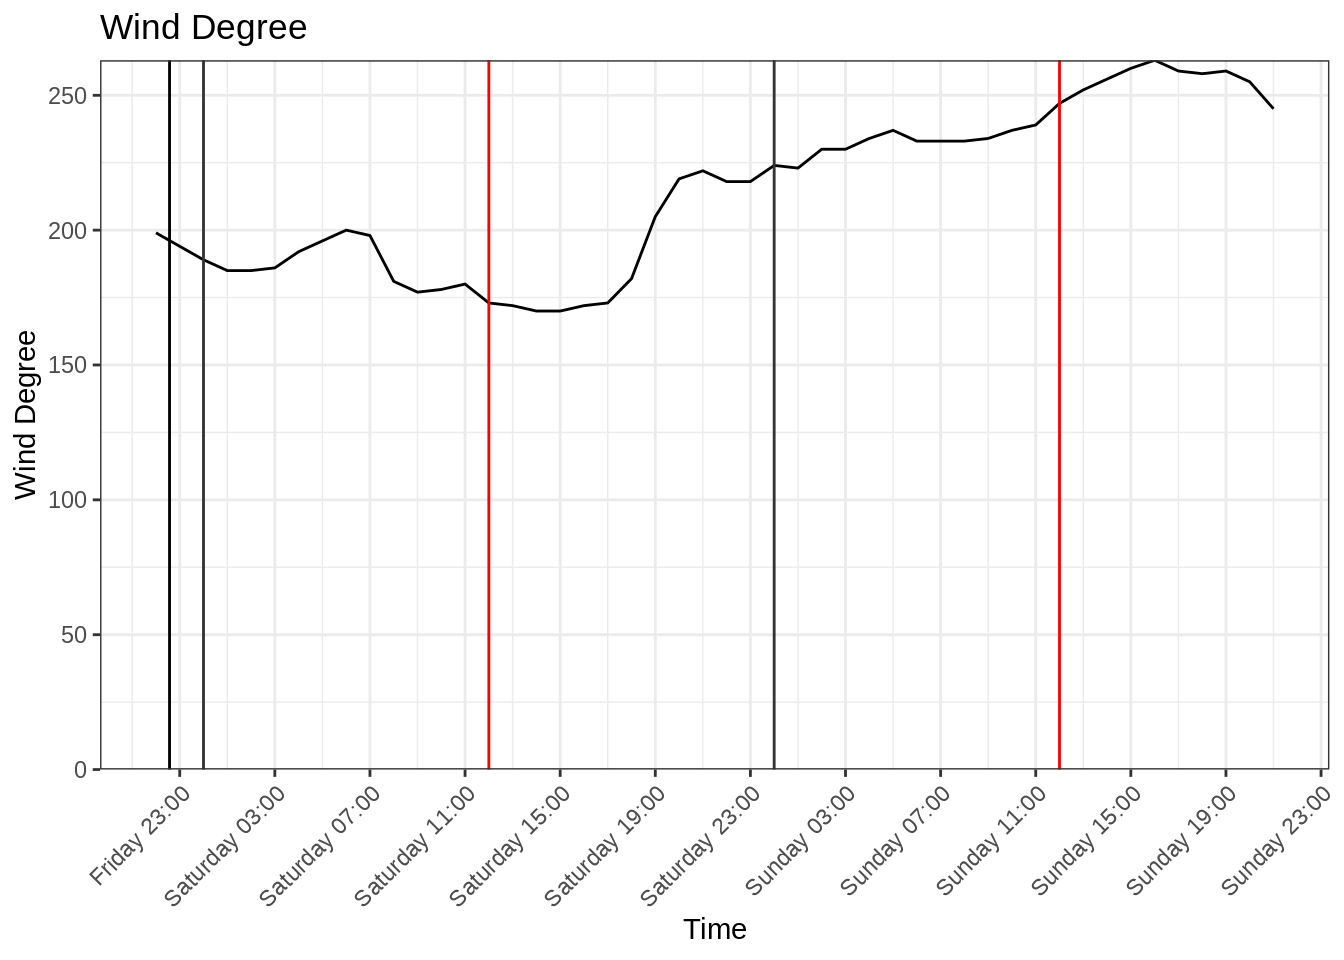 Wind Degree
Wind Degree
250
200
150
100
50
0
Friday 23:00
Saturday 03:00
Saturday 07:00
Saturday 11:00
Saturday 15:00
Saturday 19:00
Saturday 23:00
Sunday 03:00
Sunday 07:00
Sunday 11:00
Sunday 15:00
Sunday 19:00
Sunday 23:00
Time